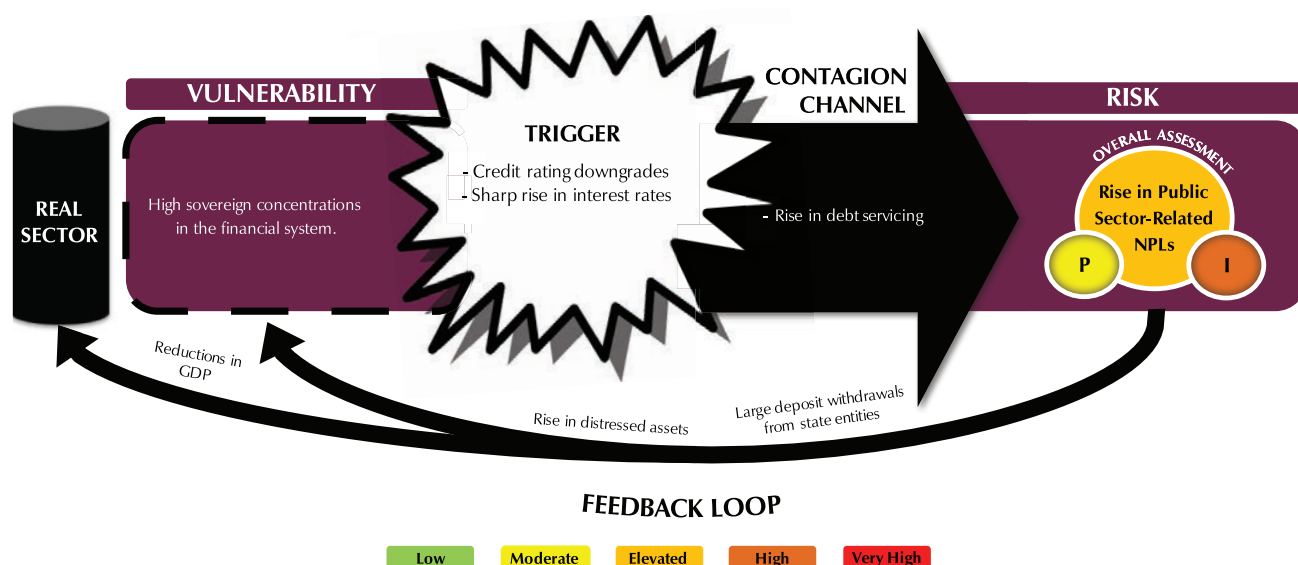 VULNERABILITY
REAL
SECTOR
High sovereign concentrations
in the financial system.
TRIGGER
- Credit rating downgrades
- Sharp rise in interest rates
CONTAGION
CHANNEL
- Rise in debt servicing
RISK
OVERALL ASSESSMENT
Rise in Public
Sector-Related
NPLs
P
I
Reductions in
GDP
Rise in distressed assets
Large deposit withdrawals
from state entities
FEEDBACK LOOP
Low
Moderate
Elevated
High
Very High